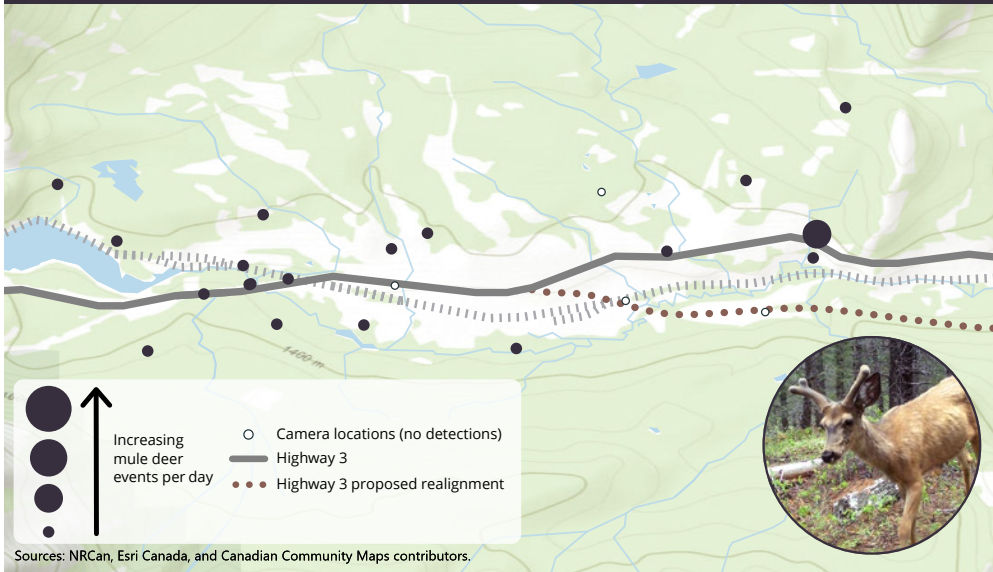 1400 m
Increasing
mule deer
events per day
Camera locations (no detections)
Highway 3
Highway 3 proposed realignment
Sources: NRCan, Esri Canada, and Canadian Community Maps contributors.